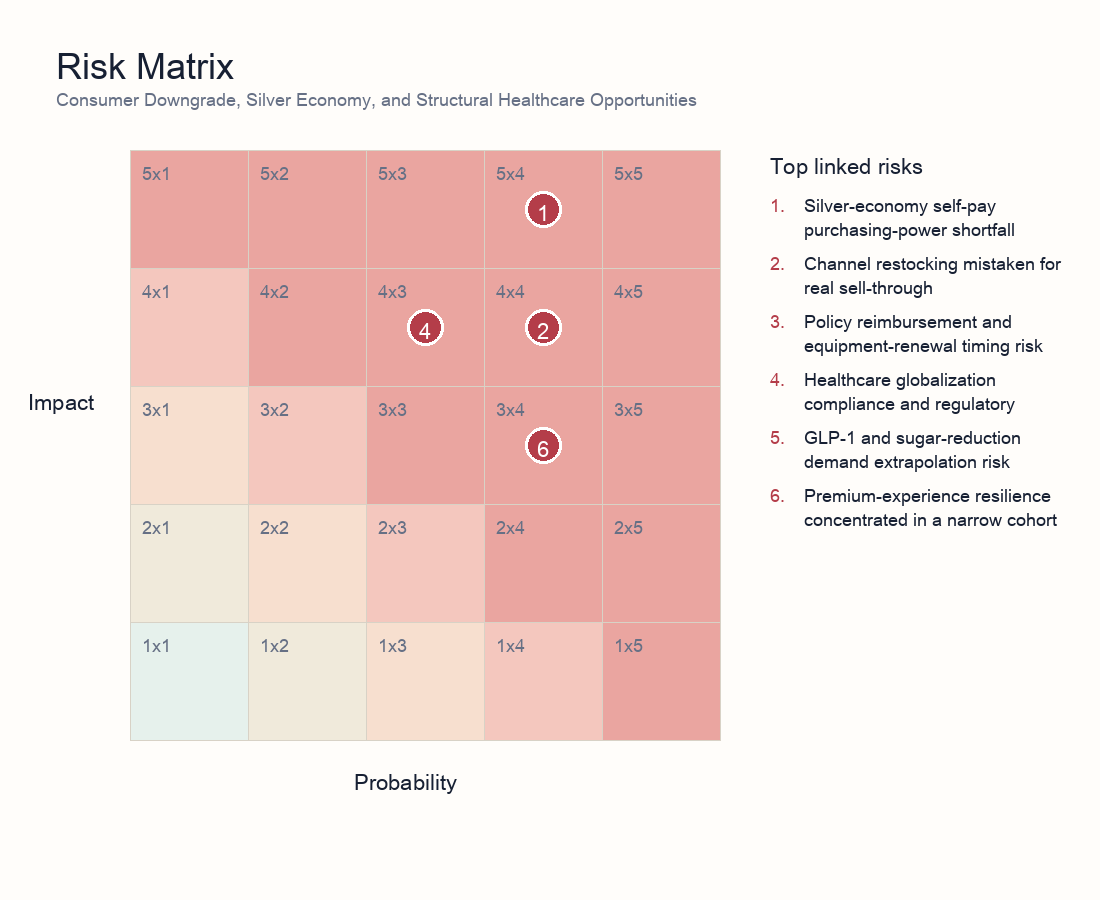 Risk Matrix
Consumer Downgrade, Silver Economy, and Structural Healthcare Opportunities
5x1 5x2 5x3 5x4 5x5
1
4x1 4x2 4x3 4x4 4x5
4 2
Impact
3x1 3x2 3x3 3x4 3x5
6
2x1 2x2 2x3 2x4 2x5
1x1 1x2 1x3 1x4 1x5
Probability
Top linked risks
1. Silver-economy self-pay
purchasing-power shortfall
2. Channel restocking mistaken for
real sell-through
3. Policy reimbursement and
equipment-renewal timing risk
4. Healthcare globalization
compliance and regulatory
5. GLP-1 and sugar-reduction
demand extrapolation risk
6. Premium-experience resilience
concentrated in a narrow cohort